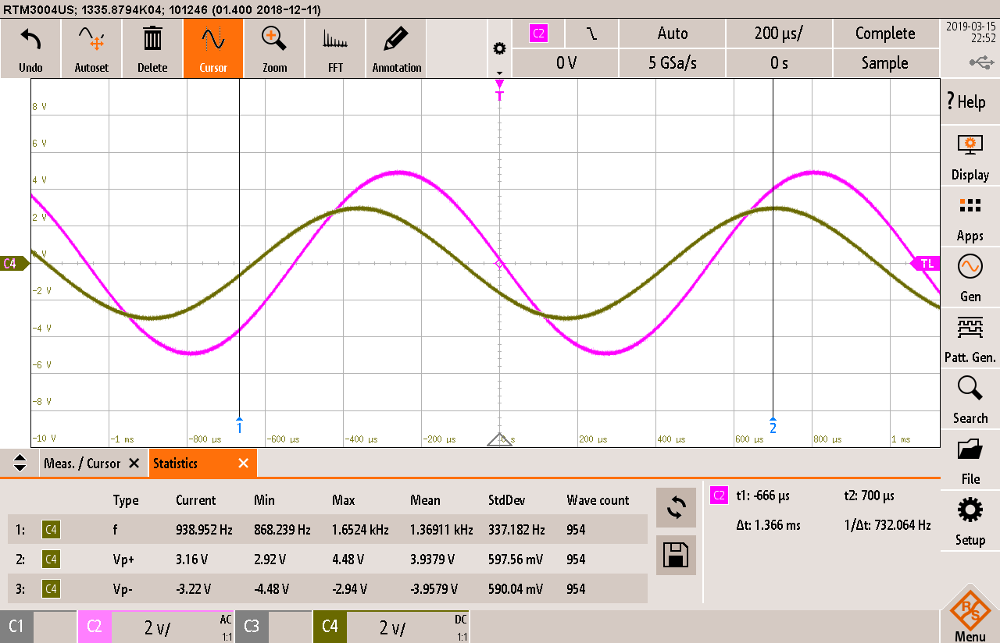 RTM3004US; 1335.8794K04; 101246 (01.400 2018-12-11)
Undo
Autoset
Delete
Cursor
Zoom
FFT
Annotation
C2
Auto
200 µs/
Complete
0 V
5 GSa/s
0 s
Sample
2019-03-15
22:52
? Help
Display
Apps
Gen
Patt. Gen.
Search
File
Setup
Menu
R/S
T
TL
C4
8 V
6 V
4 V
2 V
V
-2 V
-4 V
-6 V
-8 V
-10 V
-1 ms
-800 µs
-600 µs
-400 µs
-200 µs
0 s
200 µs
400 µs
600 µs
800 µs
1 ms
1
2
Meas. / Cursor
Statistics
Type Current Min Max Mean StdDev Wave count
1: C4 f 938.952 Hz 868.239 Hz 1.6524 kHz 1.36911 kHz 337.182 Hz 954
2: C4 Vp+ 3.16 V 2.92 V 4.48 V 3.9379 V 597.56 mV 954
3: C4 Vp- -3.22 V -4.48 V -2.94 V -3.9579 V 590.04 mV 954
C2 t1: -666 µs t2: 700 µs
Δt: 1.366 ms 1/Δt: 732.064 Hz
C1
C2 2 V/ AC 1:1
C3
C4 2 V/ DC 1:1